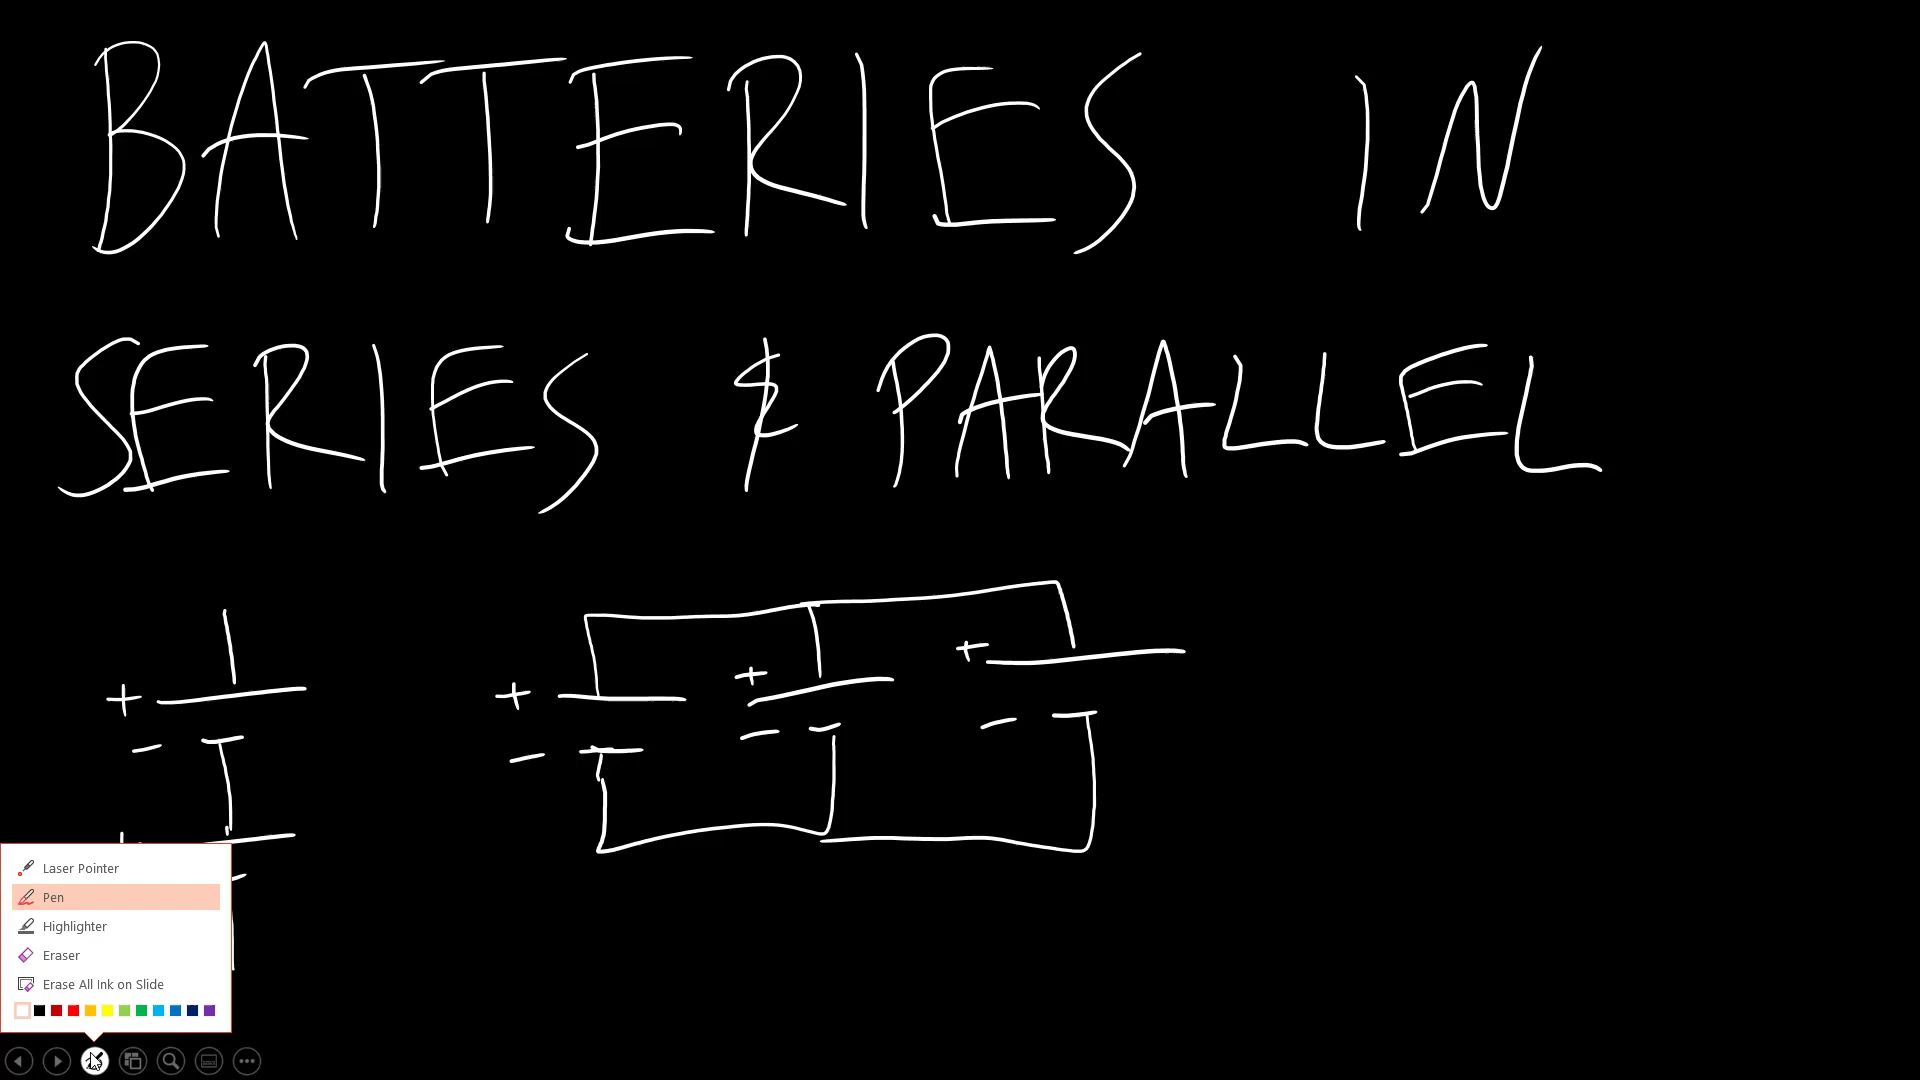 BATTERIES IN
SERIES & PARALLEL
+ + +
- - -
+
-
Laser Pointer
Pen
Highlighter
Eraser
Erase All Ink on Slide